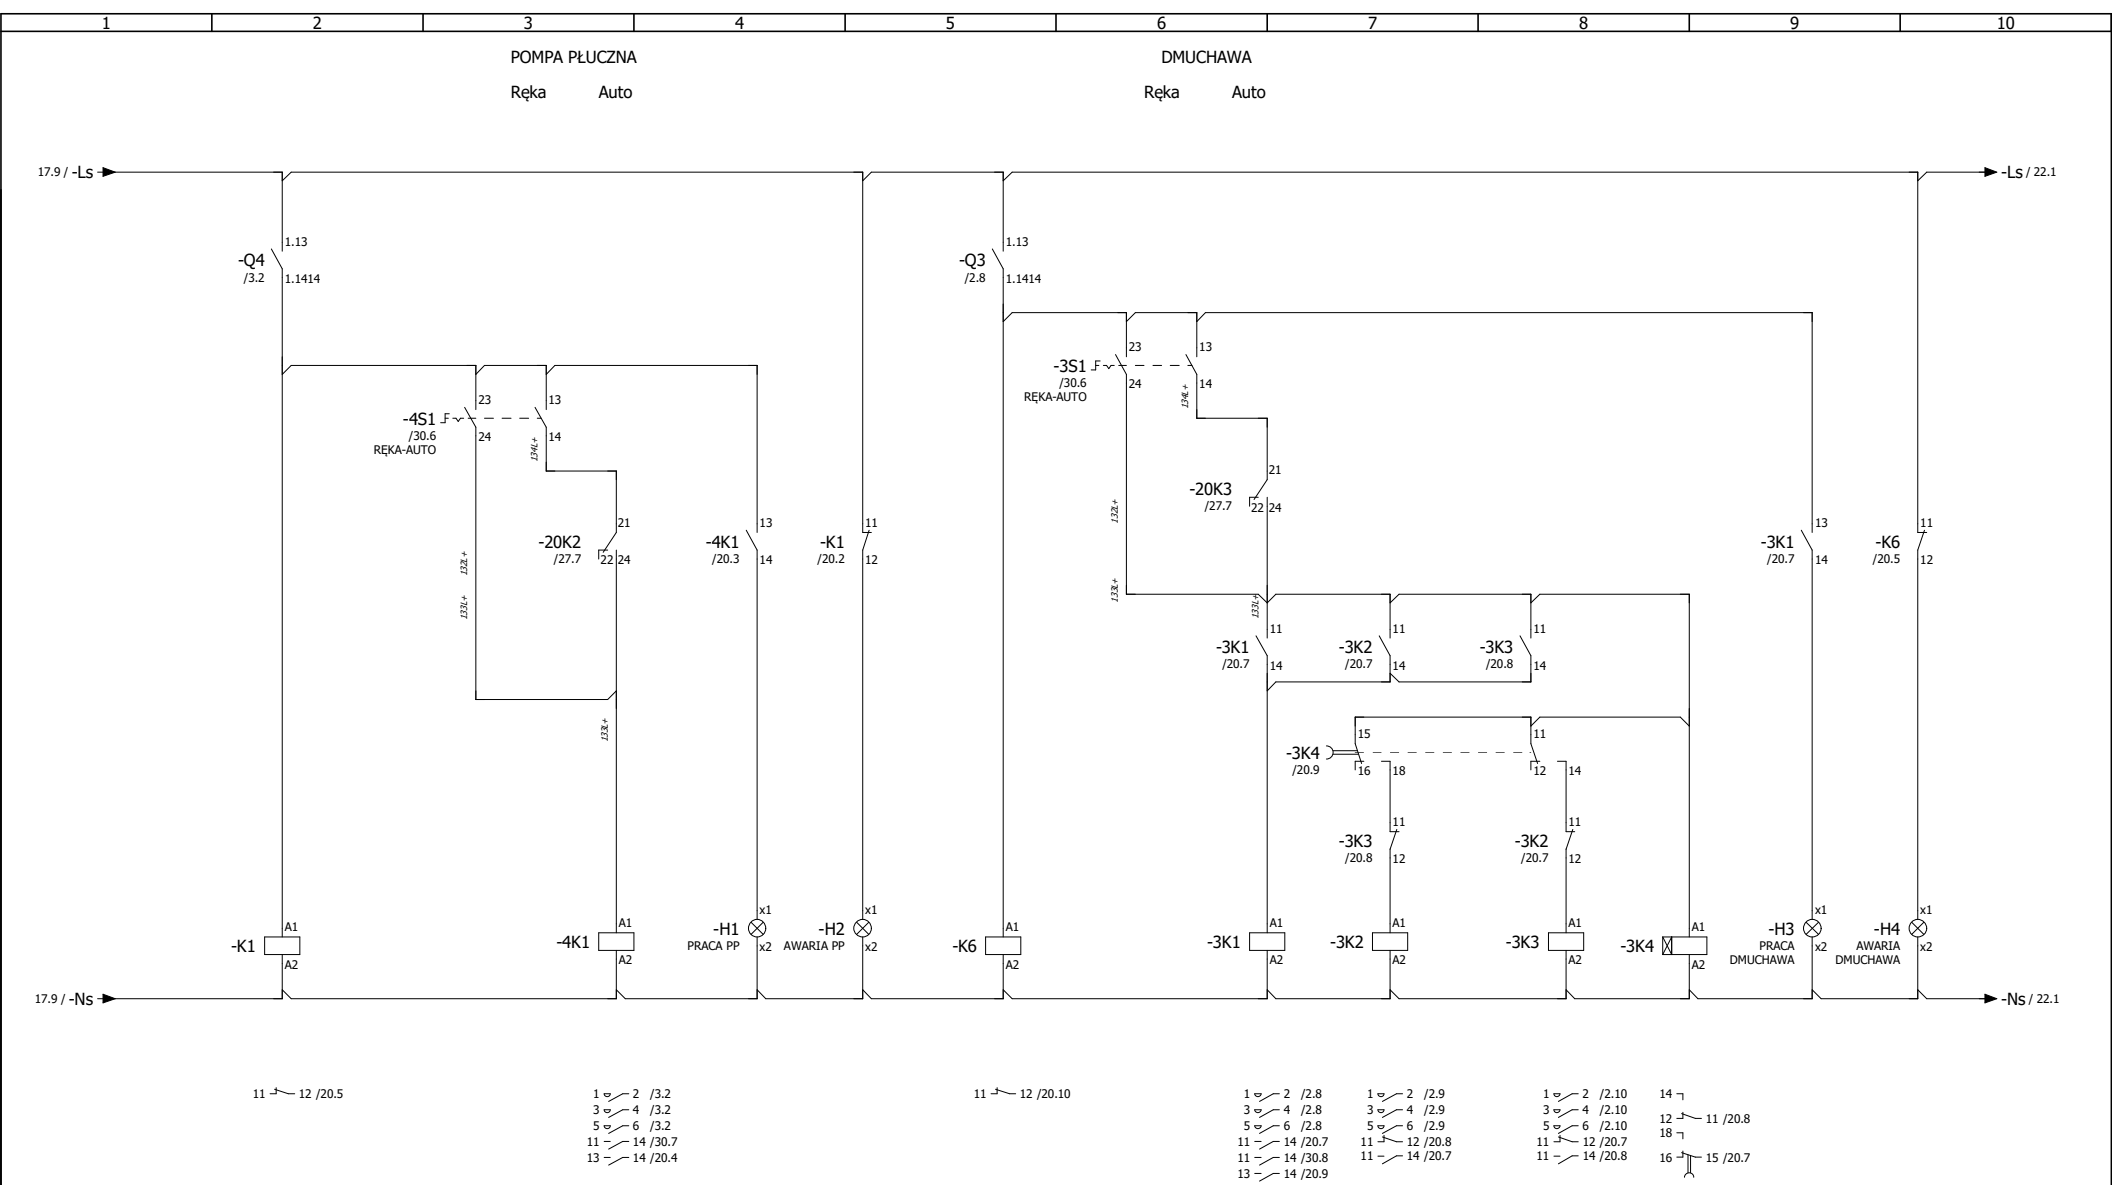 1 2 3 4 5 6 7 8 9 10
POMPA PŁUCZNA DMUCHAWA
Ręka Auto Ręka Auto
17.9 / -Ls -Ls / 22.1
1.13 1.13
-Q4 -Q3
/3.2 1.1414 /2.8 1.1414
23 13
-3S1
/30.6 24 14
RĘKA-AUTO 134L+
23 13
-4S1
/30.6 24 14
RĘKA-AUTO 134L+
21
-20K3
/27.7 22 24
132L+
21 13 11 13 11
-20K2 -4K1 -K1 -3K1 -K6
/27.7 22 24 /20.3 14 /20.2 12 /20.7 14 /20.5 12
132L+
133L+ 133L+ 133L+
11 11 11
-3K1 -3K2 -3K3
/20.7 14 /20.7 14 /20.8 14
133L+
15 11
-3K4
/20.9 16 18 12 14
11 11
-3K3 -3K2
/20.8 12 /20.7 12
x1 x1 x1 x1
A1 A1 A1 A1 A1 A1 A1
-H1 -H2 -H3 -H4
PRACA PP x2 AWARIA PP x2 PRACA x2 AWARIA x2
DMUCHAWA DMUCHAWA
-K1 -4K1 -K6 -3K1 -3K2 -3K3 -3K4
A2 A2 A2 A2 A2 A2 A2
17.9 / -Ns -Ns / 22.1
11 12 /20.5
1 2 /3.2
3 4 /3.2
5 6 /3.2
11 14 /30.7
13 14 /20.4
11 12 /20.10
1 2 /2.8
3 4 /2.8
5 6 /2.8
11 14 /20.7
11 14 /30.8
13 14 /20.9
1 2 /2.9
3 4 /2.9
5 6 /2.9
11 12 /20.8
11 14 /20.7
1 2 /2.10
3 4 /2.10
5 6 /2.10
11 12 /20.7
11 14 /20.8
14
12 11 /20.8
18
16 15 /20.7